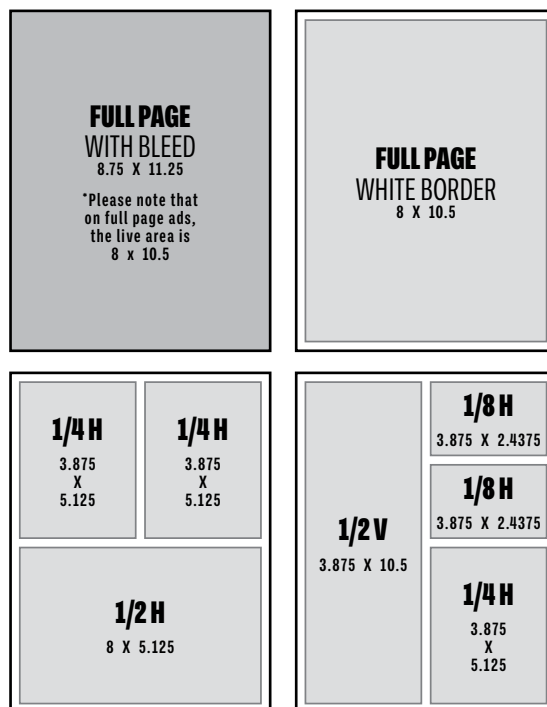 FULL PAGE
WITH BLEED
8.75 X 11.25
*Please note that
on full page ads,
the live area is
8 x 10.5
FULL PAGE
WHITE BORDER
8 X 10.5
1/4 H
3.875
X
5.125
1/4 H
3.875
X
5.125
1/2 H
8 X 5.125
1/2 V
3.875 X 10.5
1/8 H
3.875 X 2.4375
1/8 H
3.875 X 2.4375
1/4 H
3.875
X
5.125